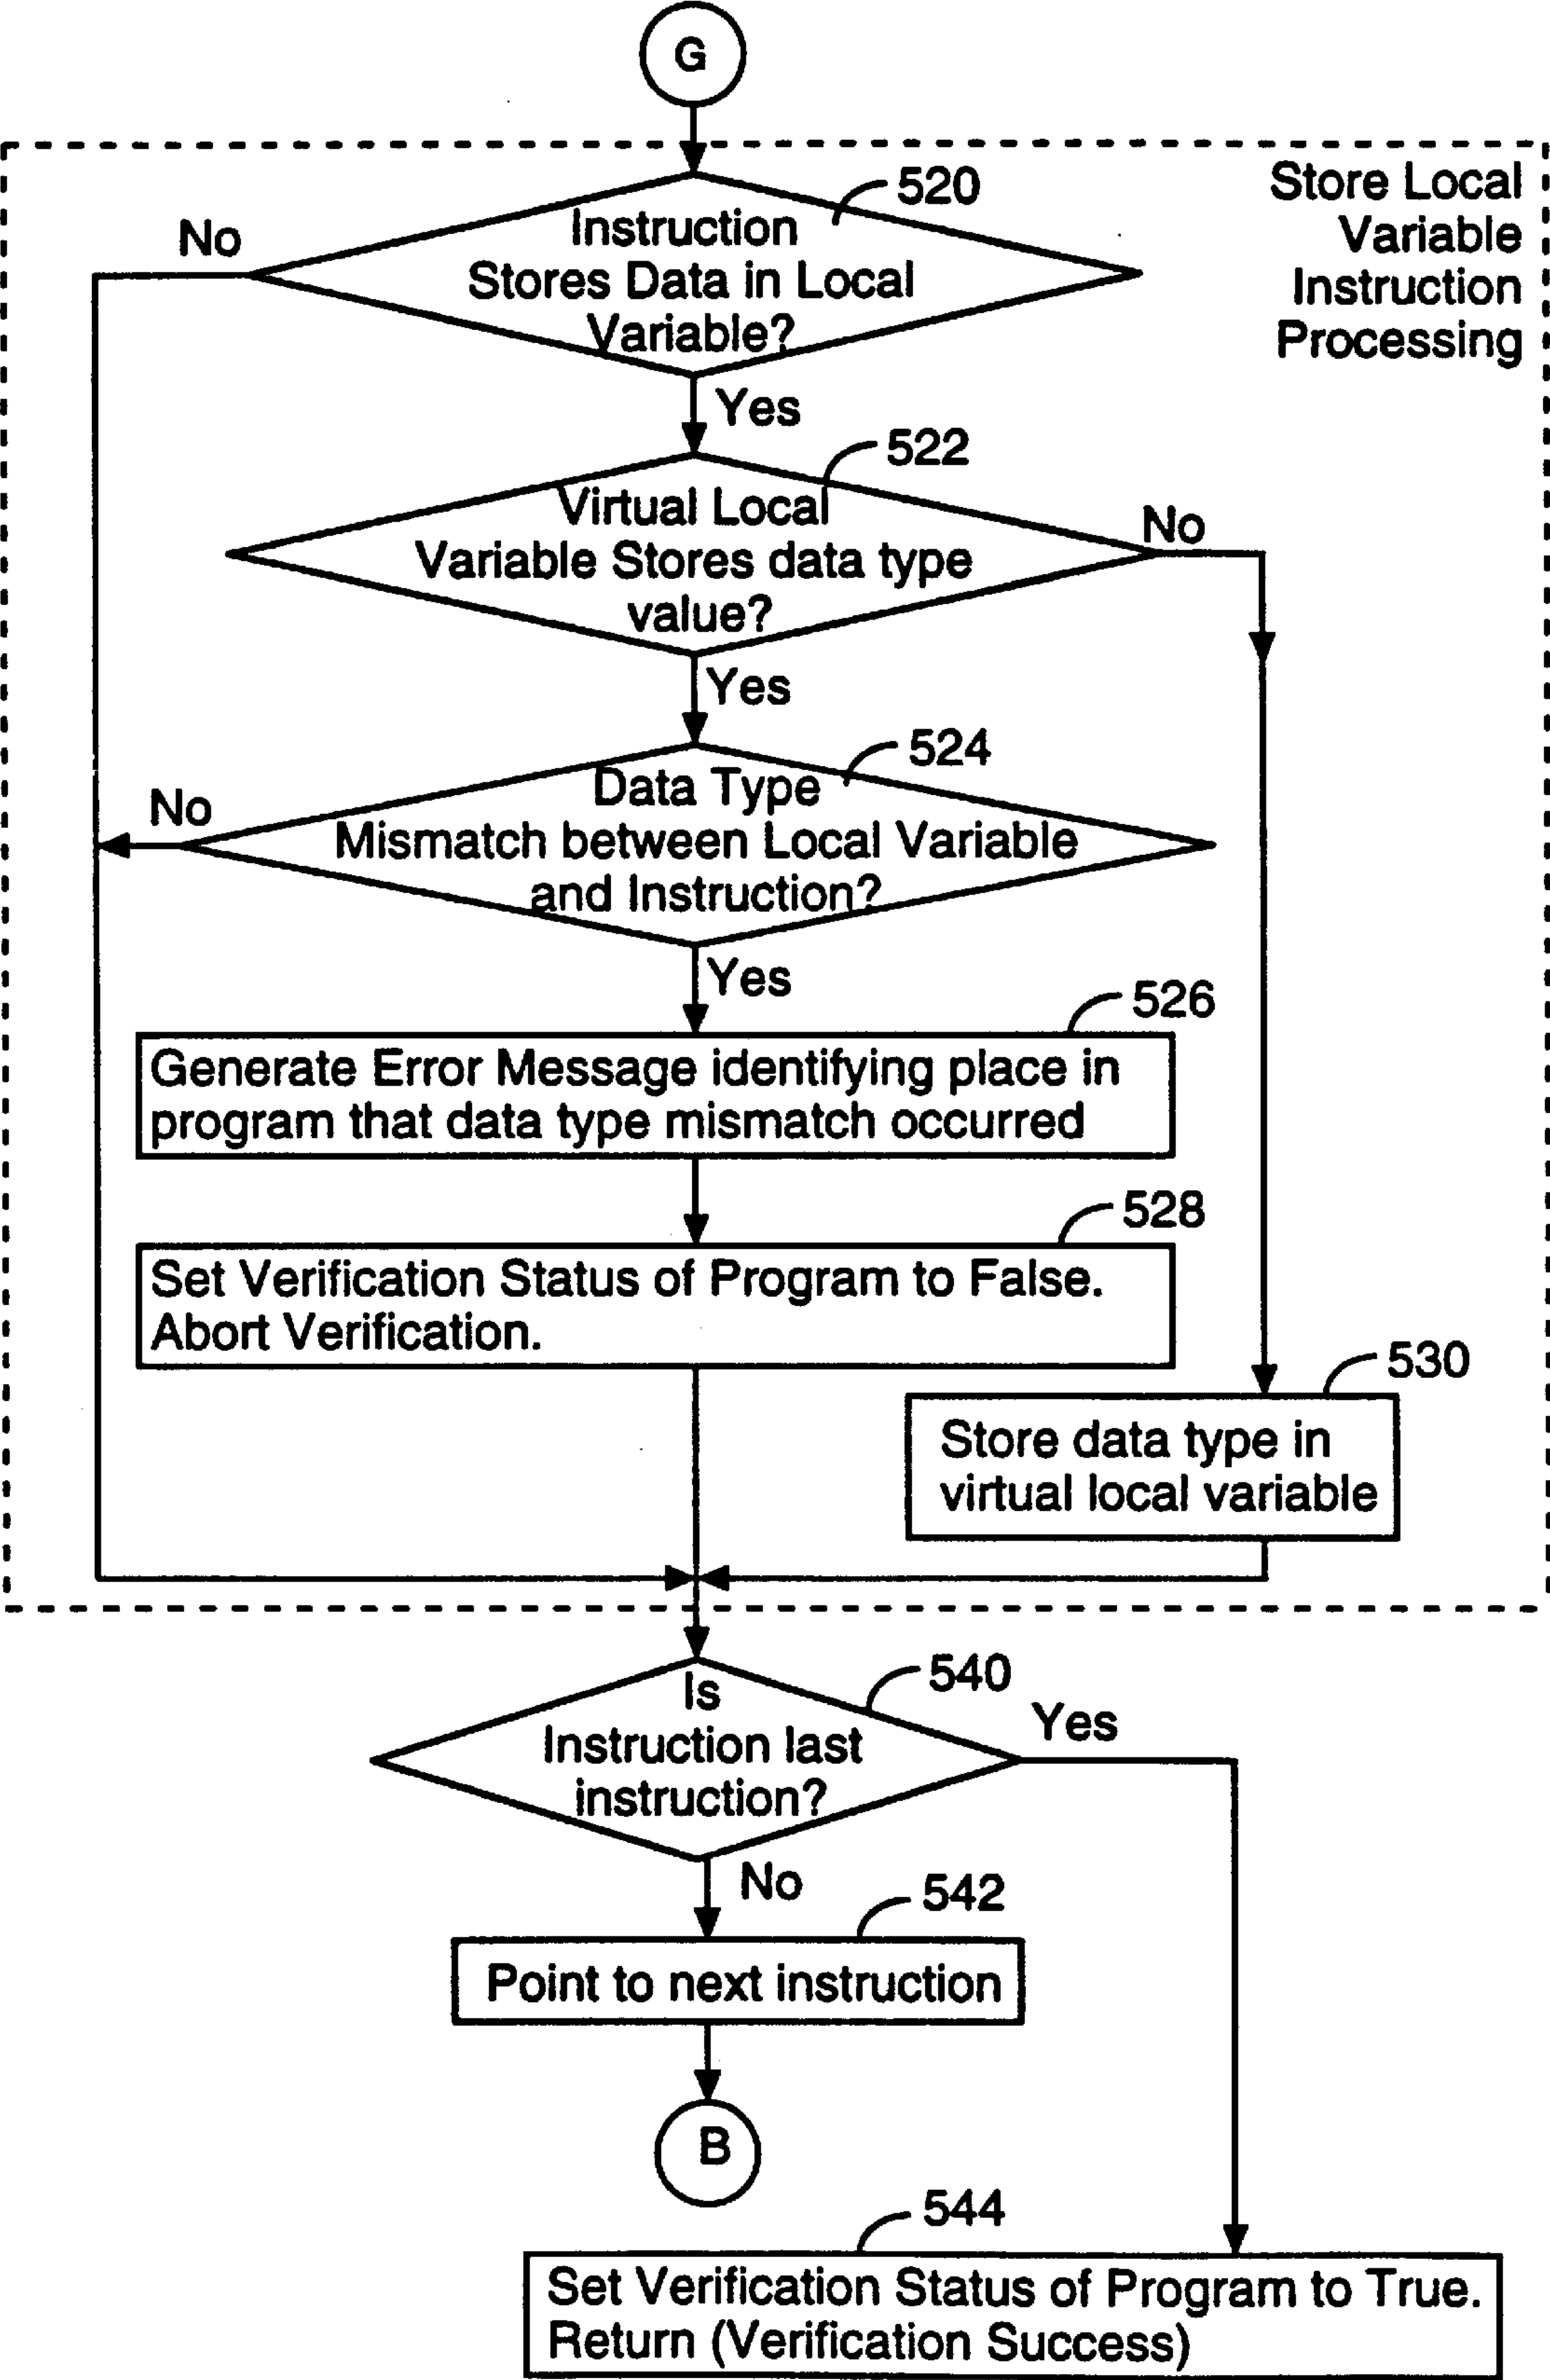 G
520
Store Local
Variable
Instruction
Processing
No
Instruction
Stores Data in Local
Variable?
Yes
522
Virtual Local
Variable Stores data type
value?
No
Yes
524
Data Type
Mismatch between Local Variable
and Instruction?
No
Yes
526
Generate Error Message identifying place in
program that data type mismatch occurred
528
Set Verification Status of Program to False.
Abort Verification.
530
Store data type in
virtual local variable
540
Is
Instruction last
instruction?
Yes
No
542
Point to next instruction
B
544
Set Verification Status of Program to True.
Return (Verification Success)